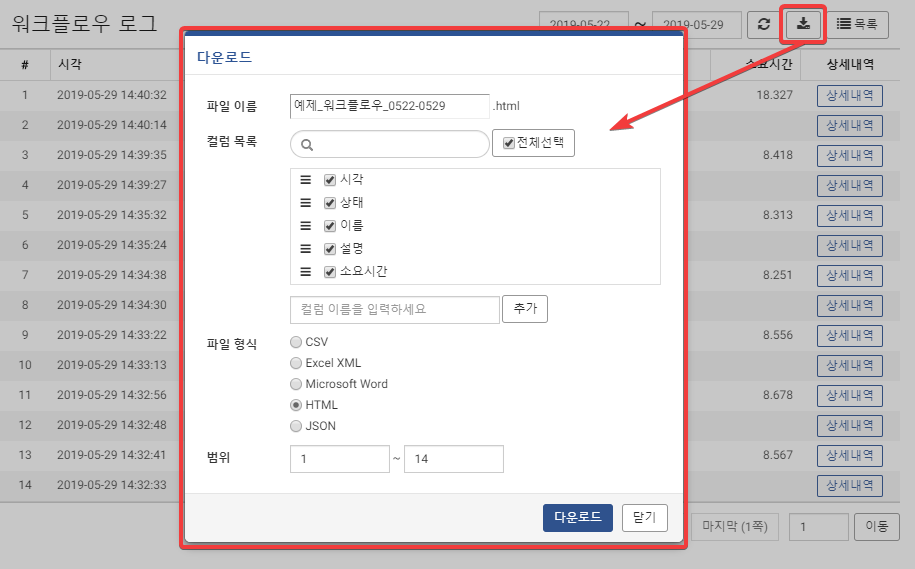 워크플로우 로그
2019-05-22 ~ 2019-05-29 목록
# 시각 소요시간 상세내역
1 2019-05-29 14:40:32 18.327 상세내역
2 2019-05-29 14:40:14 상세내역
3 2019-05-29 14:39:35 8.418 상세내역
4 2019-05-29 14:39:27 상세내역
5 2019-05-29 14:35:32 8.313 상세내역
6 2019-05-29 14:35:24 상세내역
7 2019-05-29 14:34:38 8.251 상세내역
8 2019-05-29 14:34:30 상세내역
9 2019-05-29 14:33:22 8.556 상세내역
10 2019-05-29 14:33:13 상세내역
11 2019-05-29 14:32:56 8.678 상세내역
12 2019-05-29 14:32:48 상세내역
13 2019-05-29 14:32:41 8.567 상세내역
14 2019-05-29 14:32:33 상세내역
마지막 (1쪽) 1 이동
다운로드
파일 이름 예제_워크플로우_0522-0529 .html
컬럼 목록 전체선택
시각
상태
이름
설명
소요시간
컬럼 이름을 입력하세요 추가
파일 형식 CSV
Excel XML
Microsoft Word
HTML
JSON
범위 1 ~ 14
다운로드 닫기